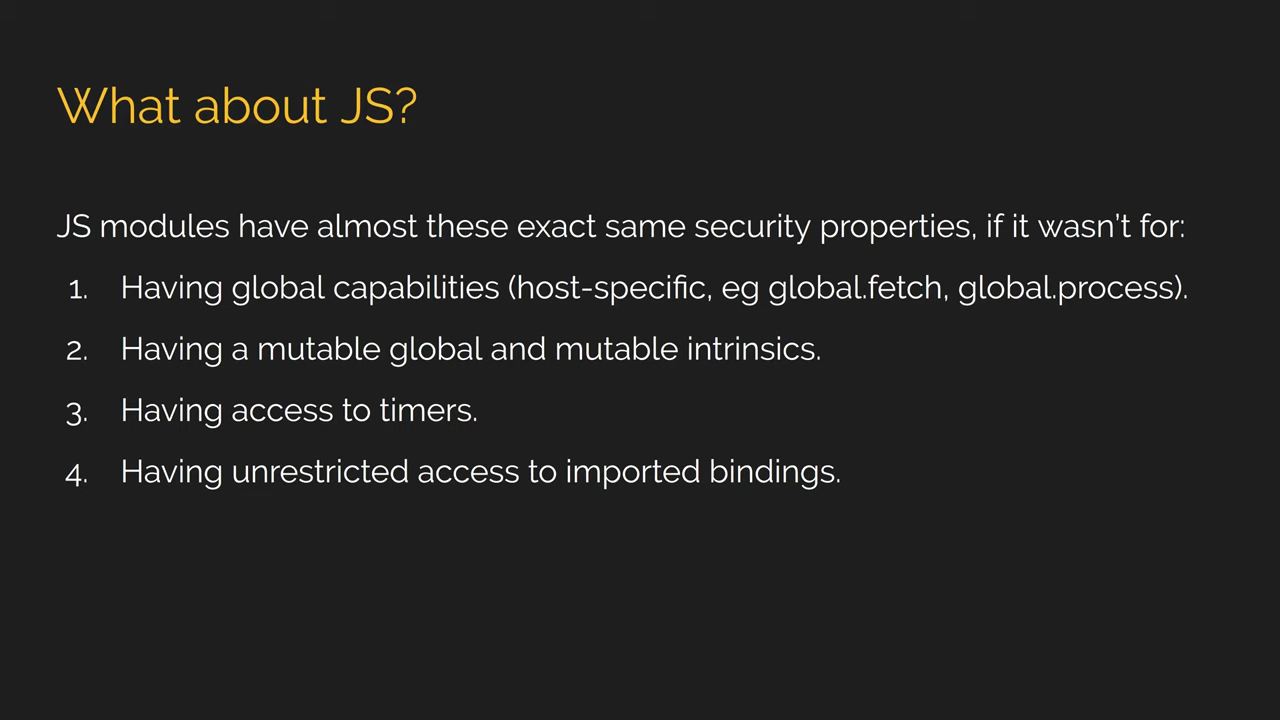 What about JS?
JS modules have almost these exact same security properties, if it wasn't for:
1. Having global capabilities (host-specific, eg global.fetch, global.process).
2. Having a mutable global and mutable intrinsics.
3. Having access to timers.
4. Having unrestricted access to imported bindings.